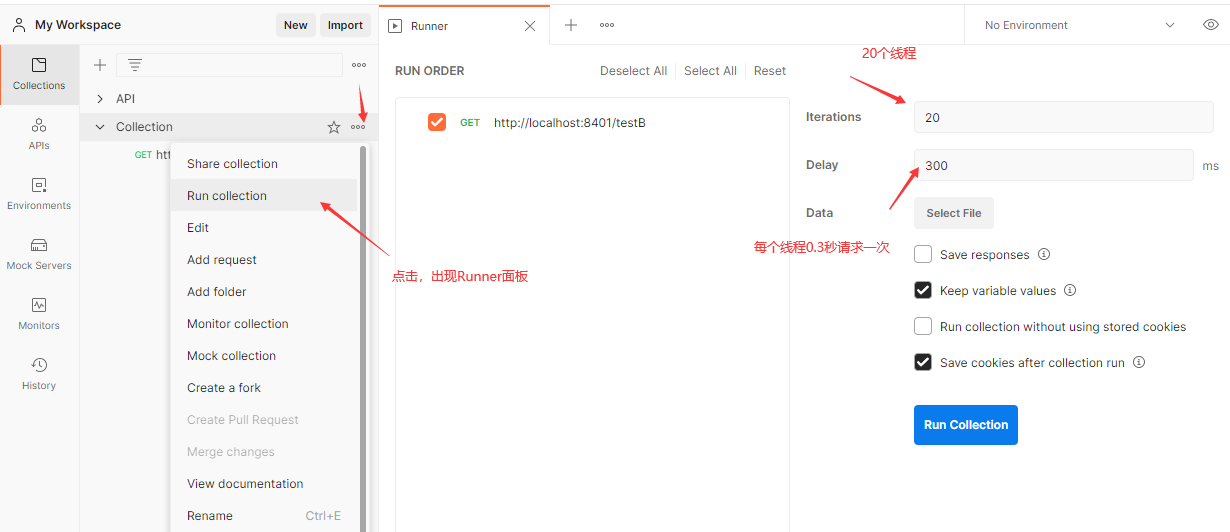 My Workspace
New
Import
Runner
No Environment
Collections
APIs
Environments
Mock Servers
Monitors
History
API
Collection
GET htt
Share collection
Run collection
Edit
Add request
Add folder
Monitor collection
Mock collection
Create a fork
Create Pull Request
Merge changes
View documentation
Rename Ctrl+E
点击，出现Runner面板
RUN ORDER
Deselect All
Select All
Reset
GET http://localhost:8401/testB
20个线程
Iterations 20
Delay 300 ms
Data Select File
每个线程0.3秒请求一次
Save responses
Keep variable values
Run collection without using stored cookies
Save cookies after collection run
Run Collection